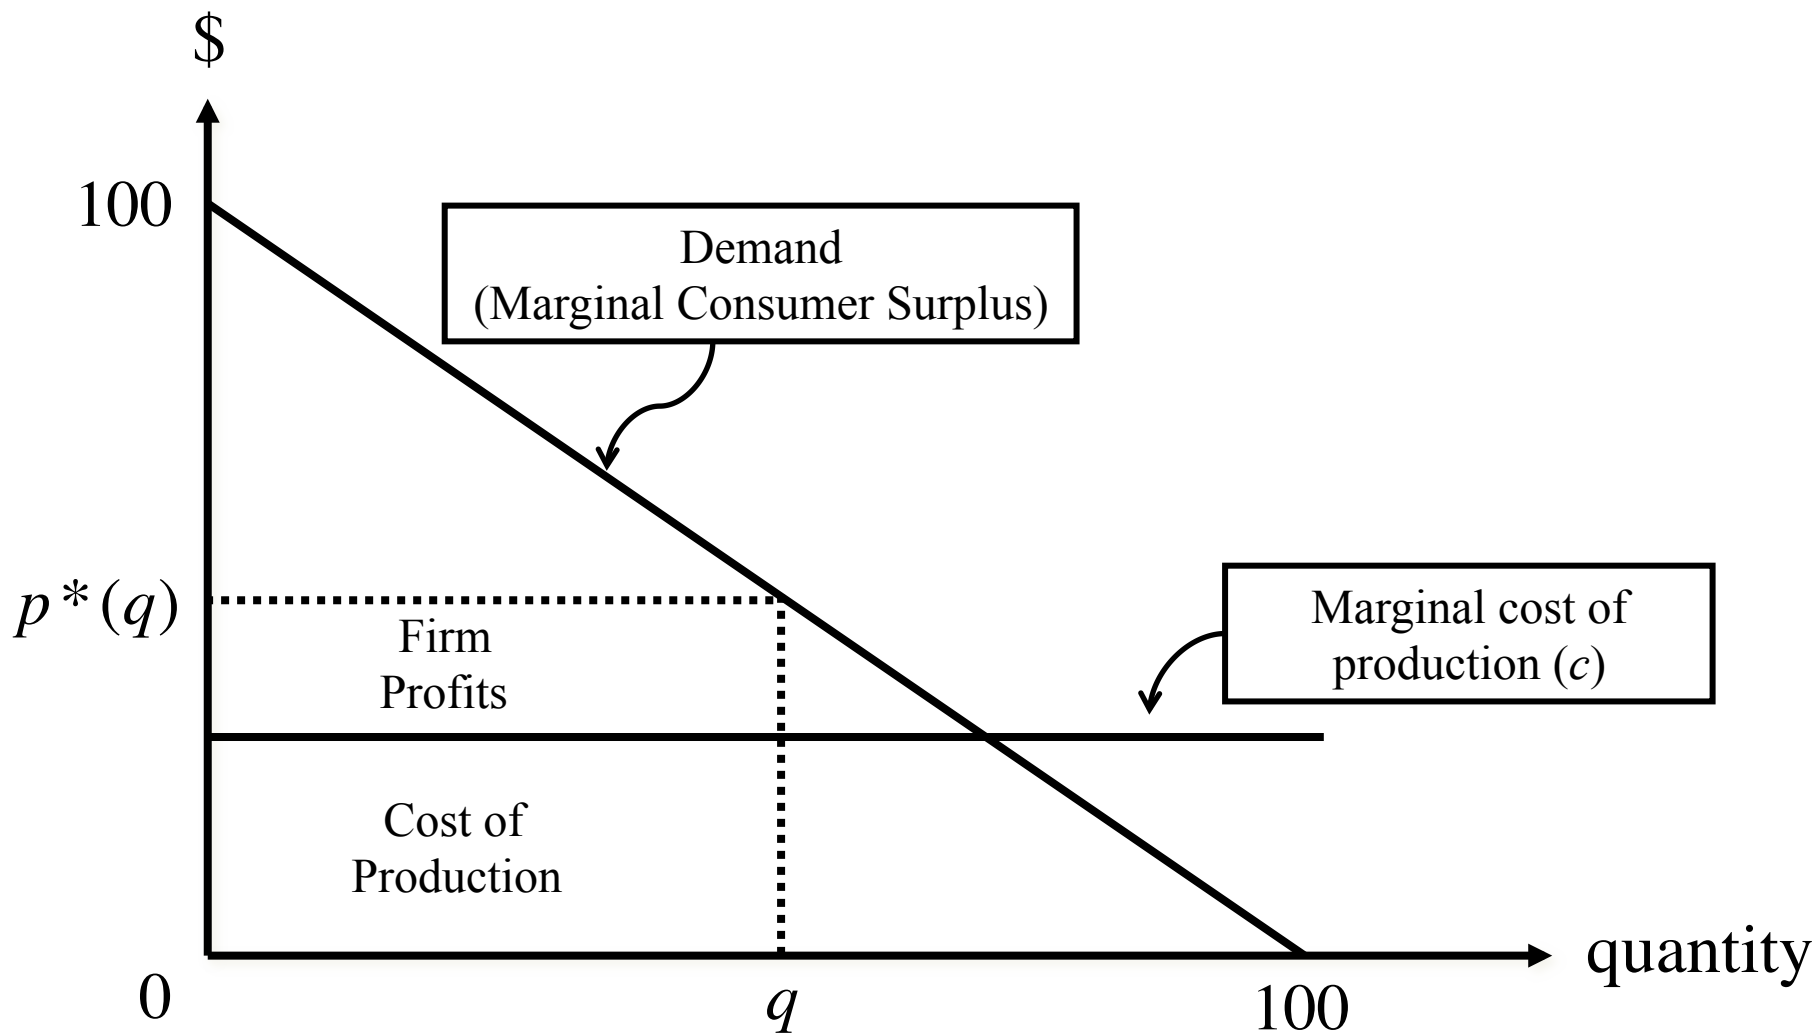 $
100
Demand
(Marginal Consumer Surplus)
p*(q)
Firm
Profits
Marginal cost of
production (c)
Cost of
Production
quantity
0
q
100